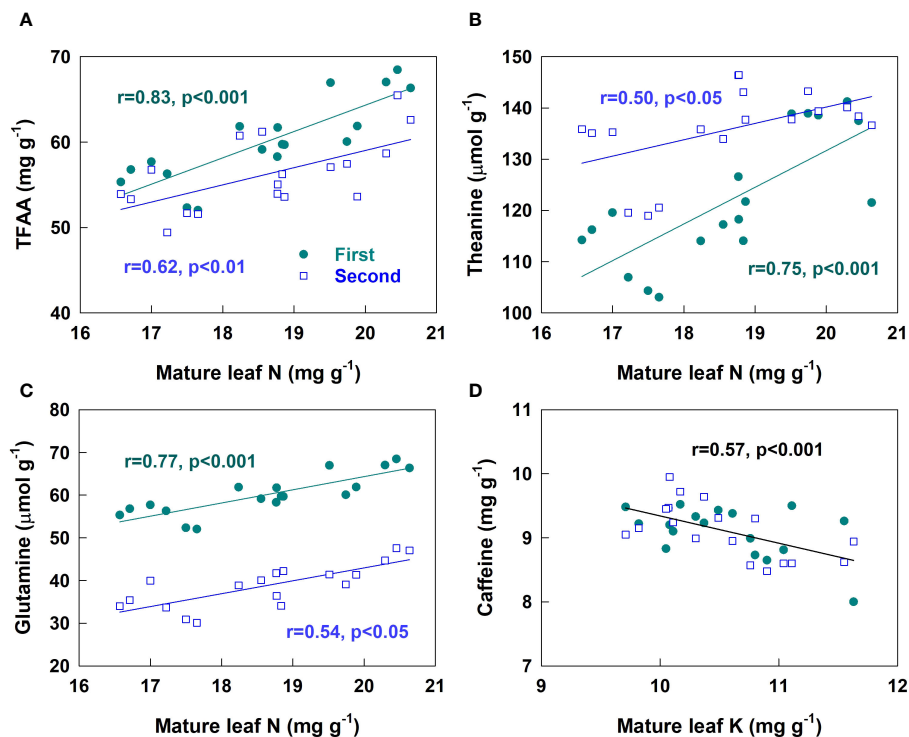 A
70
60
50
40
TFAA (mg g⁻¹)
r=0.83, p<0.001
r=0.62, p<0.01
First
Second
16 17 18 19 20 21
Mature leaf N (mg g⁻¹)
B
150
140
130
120
110
100
Theanine (μmol g⁻¹)
r=0.50, p<0.05
r=0.75, p<0.001
16 17 18 19 20 21
Mature leaf N (mg g⁻¹)
C
80
70
60
50
40
30
20
Glutamine (μmol g⁻¹)
r=0.77, p<0.001
r=0.54, p<0.05
16 17 18 19 20 21
Mature leaf N (mg g⁻¹)
D
11
10
9
8
7
Caffeine (mg g⁻¹)
r=0.57, p<0.001
9 10 11 12
Mature leaf K (mg g⁻¹)